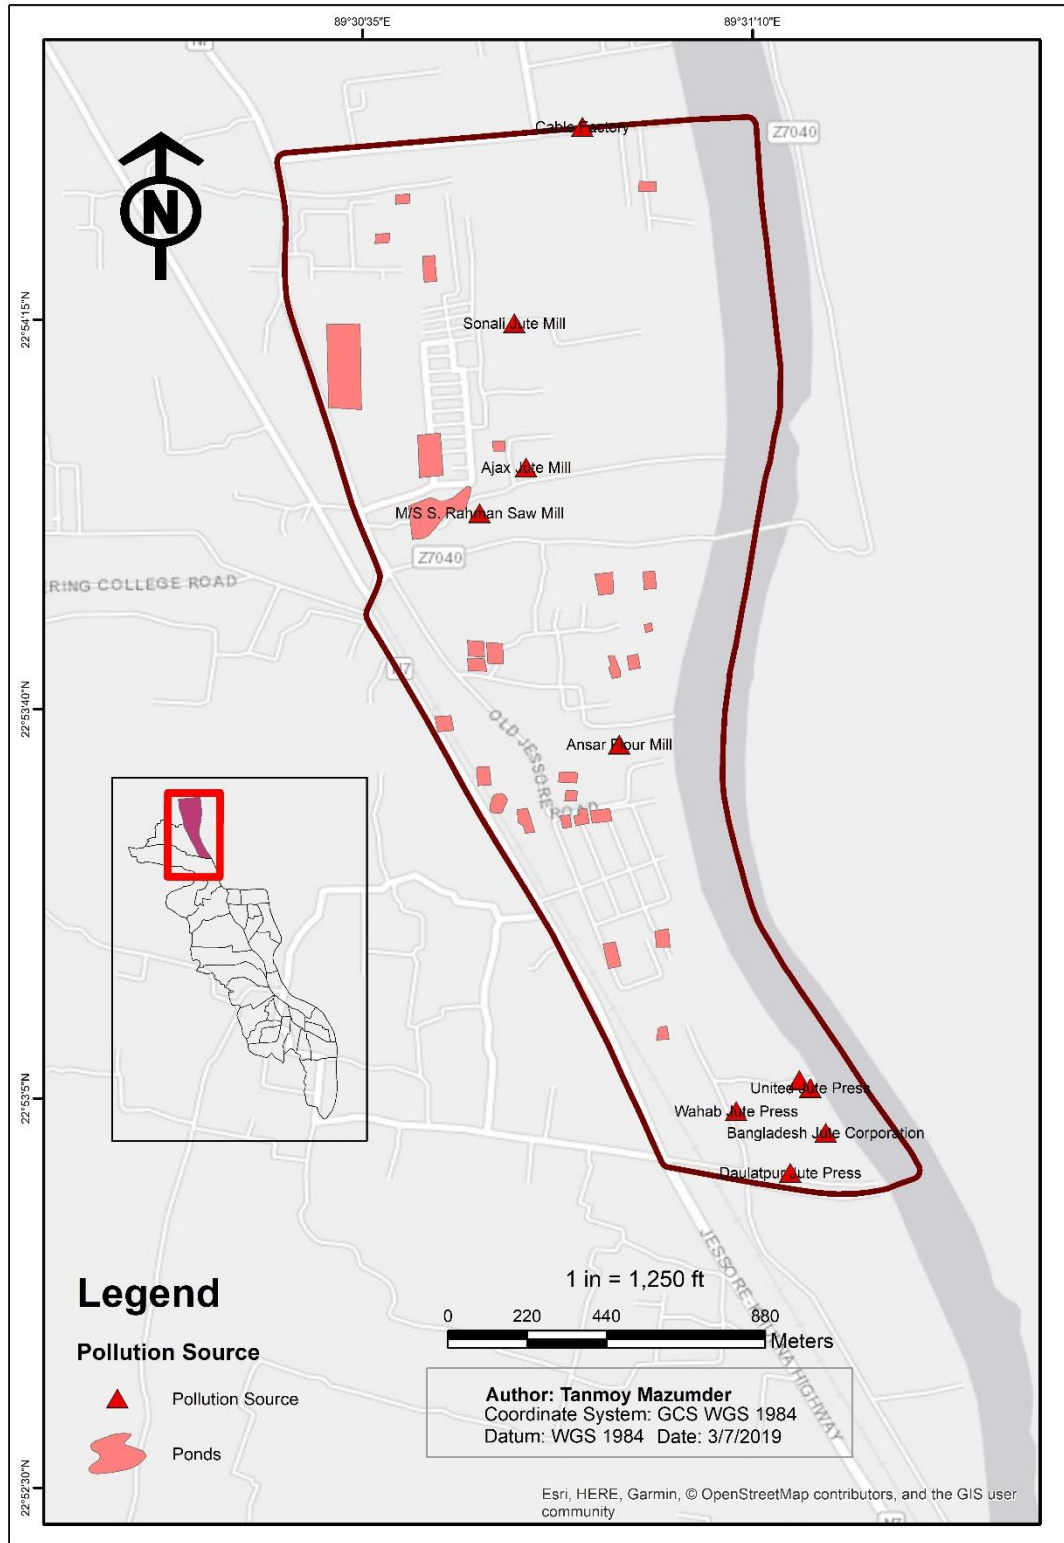 89°30'35"E
89°31'10"E
N7
Cable Factory
Z7040
N
22°54'15"N
Sonali Jute Mill
Ajax Jute Mill
M/S S. Rahman Saw Mill
Z7040
RING COLLEGE ROAD
N7
22°53'40"N
OLD JESSORE ROAD
Ansar Flour Mill
22°53'5"N
United Jute Press
Wahab Jute Press
Bangladesh Jute Corporation
Daulatpur Jute Press
JESSORE-KHULNA HIGHWAY
Legend
1 in = 1,250 ft
0 220 440 880
Meters
Pollution Source
Pollution Source
Ponds
Author: Tanmoy Mazumder
Coordinate System: GCS WGS 1984
Datum: WGS 1984 Date: 3/7/2019
22°52'30"N
Esri, HERE, Garmin, © OpenStreetMap contributors, and the GIS user
community
N7